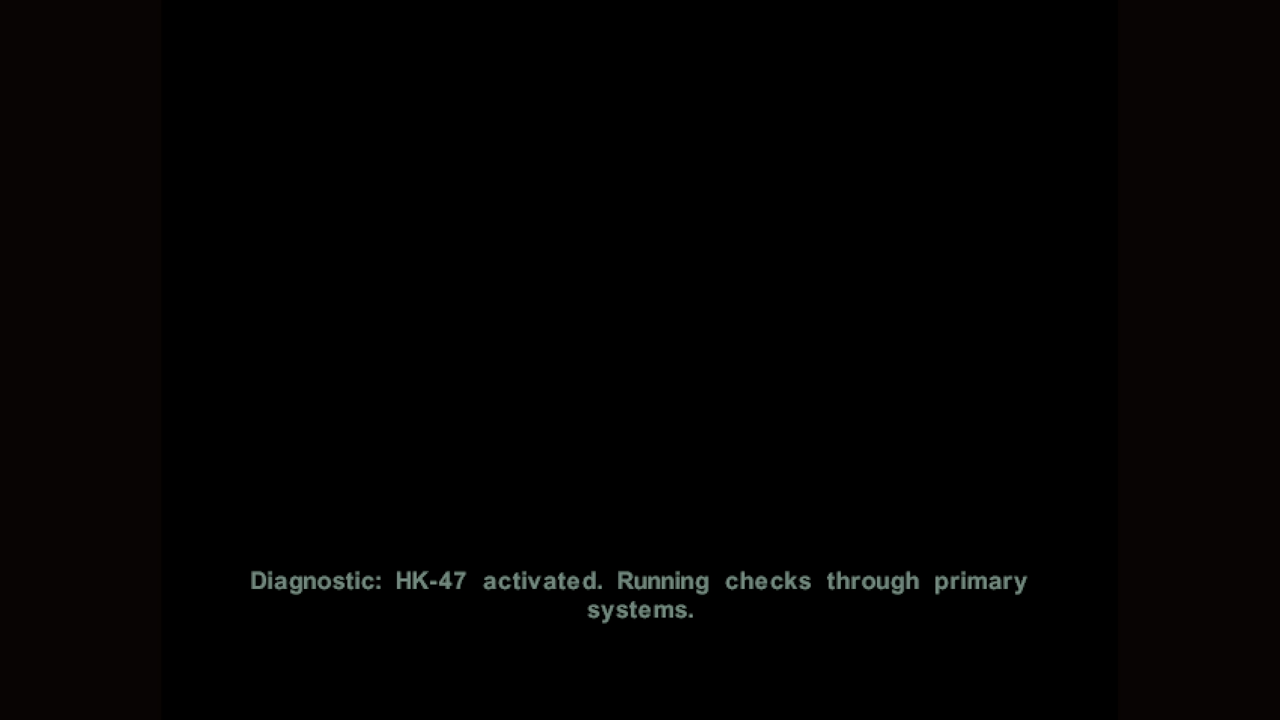 Diagnostic: HK-47 activated. Running checks through primary
systems.